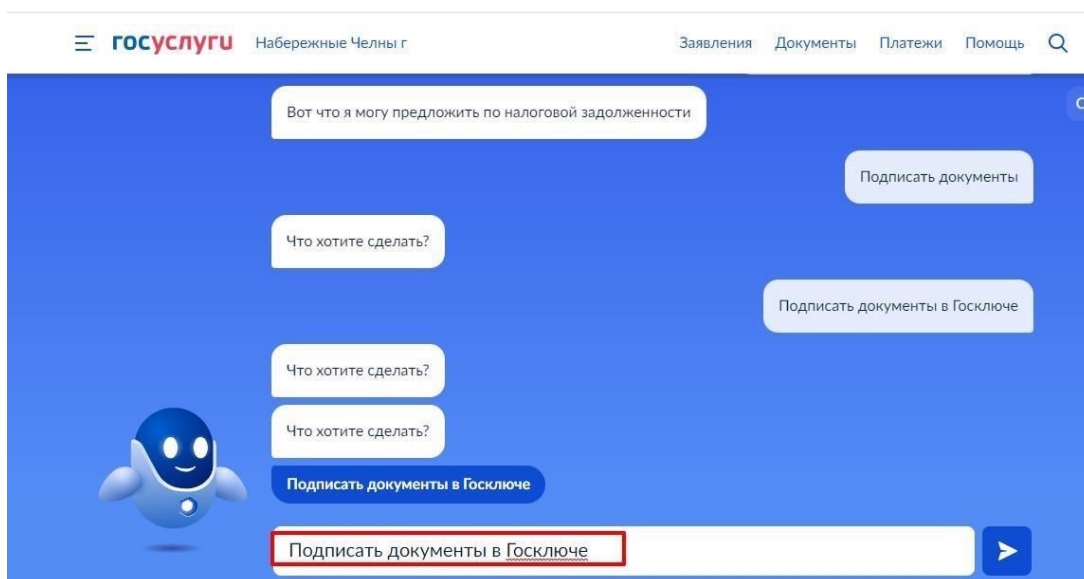 госуслуги Набережные Челны г Заявления Документы Платежи Помощь
Вот что я могу предложить по налоговой задолженности
Подписать документы
Что хотите сделать?
Подписать документы в Госключе
Что хотите сделать?
Что хотите сделать?
Подписать документы в Госключе
Подписать документы в Госключе